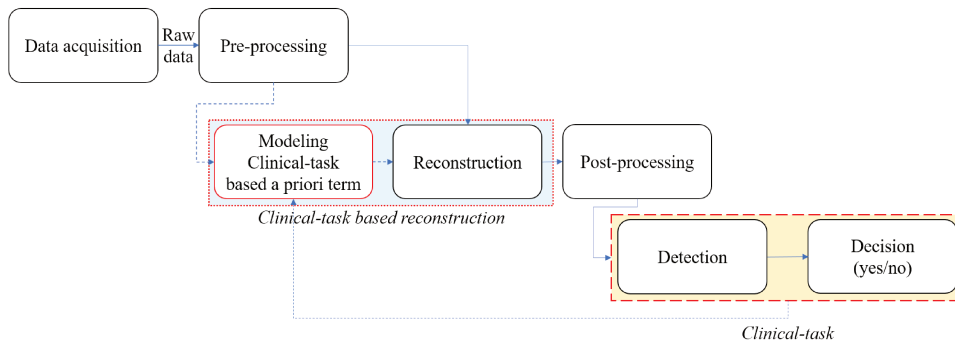 Data acquisition
Raw
data
Pre-processing
Modeling
Clinical-task
based a priori term
Reconstruction
Post-processing
Clinical-task based reconstruction
Detection
Decision
(yes/no)
Clinical-task